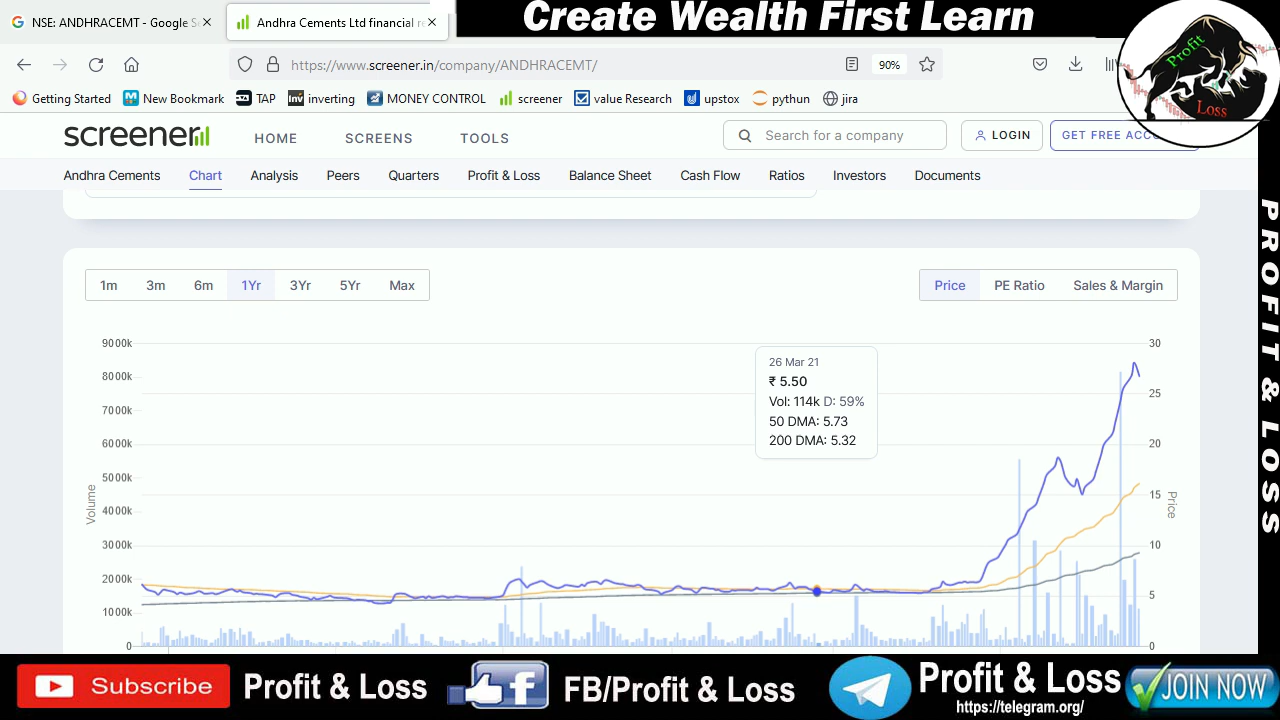 NSE: ANDHRACEMT - Google S
Andhra Cements Ltd financial re
Create Wealth First Learn
Profit
Loss
https://www.screener.in/company/ANDHRACEMT/
90%
Getting Started
New Bookmark
TAP
inverting
MONEYCONTROL
screener
value Research
upstox
python
jira
screener
HOME
SCREENS
TOOLS
Search for a company
LOGIN
GET FREE ACCO
Andhra Cements
Chart
Analysis
Peers
Quarters
Profit & Loss
Balance Sheet
Cash Flow
Ratios
Investors
Documents
1m
3m
6m
1Yr
3Yr
5Yr
Max
Price
PE Ratio
Sales & Margin
9000k
8000k
7000k
6000k
5000k
4000k
3000k
2000k
1000k
0
Volume
26 Mar 21
₹ 5.50
Vol: 114k D: 59%
50 DMA: 5.73
200 DMA: 5.32
30
25
20
15
10
5
0
Price
PROFIT & LOSS
Subscribe
Profit & Loss
f
FB/Profit & Loss
Profit & Loss
https://telegram.org/
JOIN NOW